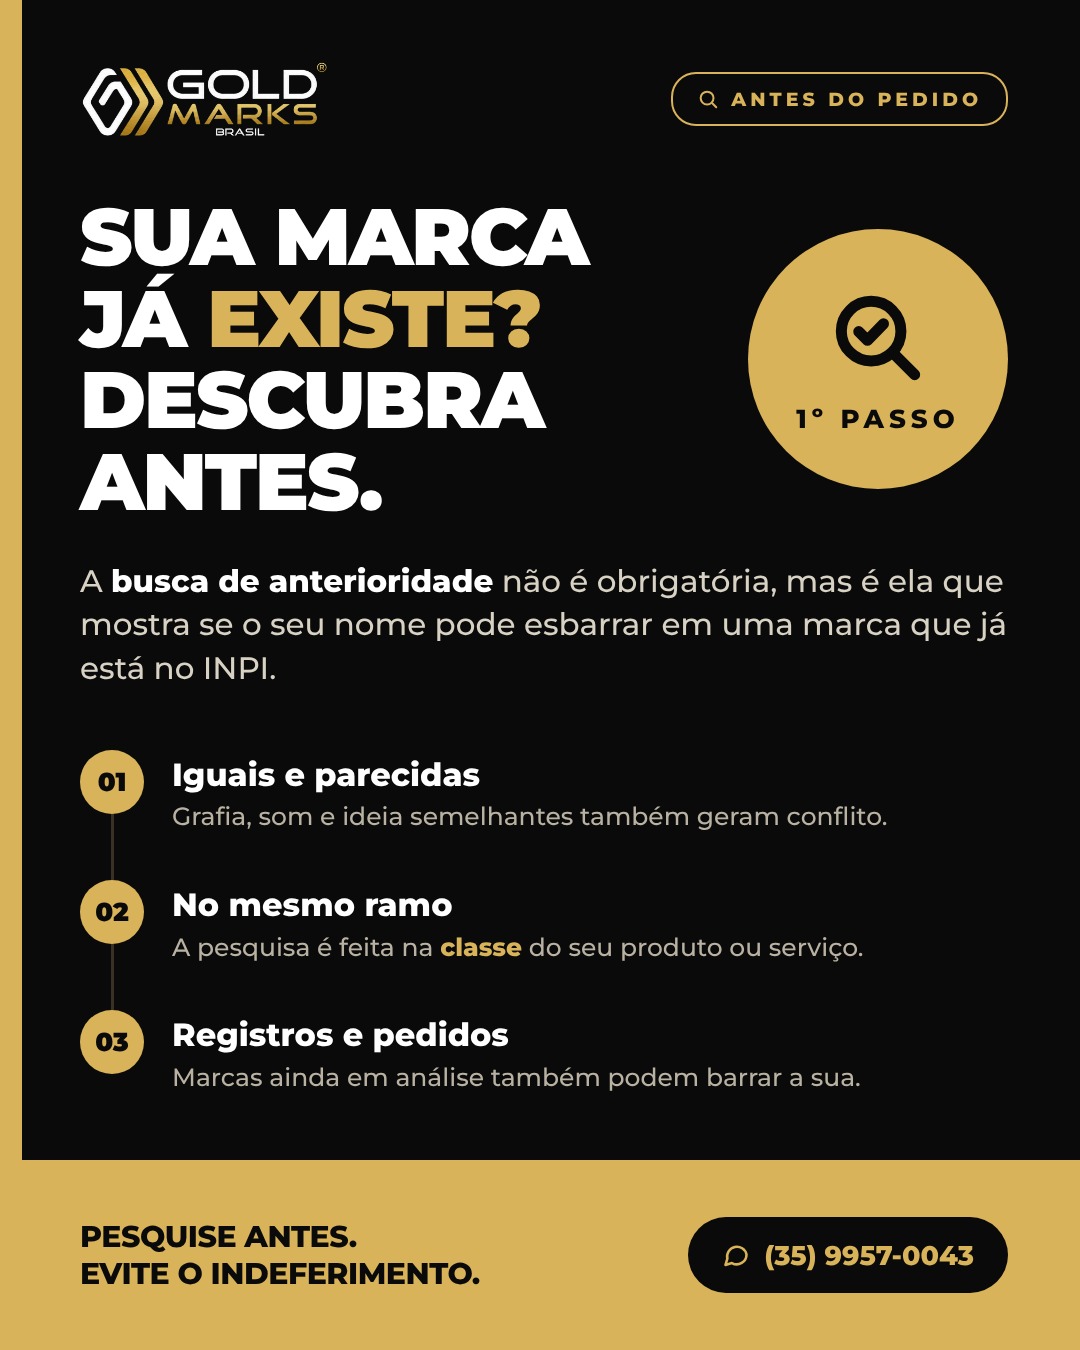 GOLD®
MARKS
BRASIL
ANTES DO PEDIDO
SUA MARCA
JÁ EXISTE?
DESCUBRA
ANTES.
1º PASSO
A busca de anterioridade não é obrigatória, mas é ela que
mostra se o seu nome pode esbarrar em uma marca que já
está no INPI.
01
Iguais e parecidas
Grafia, som e ideia semelhantes também geram conflito.
02
No mesmo ramo
A pesquisa é feita na classe do seu produto ou serviço.
03
Registros e pedidos
Marcas ainda em análise também podem barrar a sua.
PESQUISE ANTES.
EVITE O INDEFERIMENTO.
(35) 9957-0043